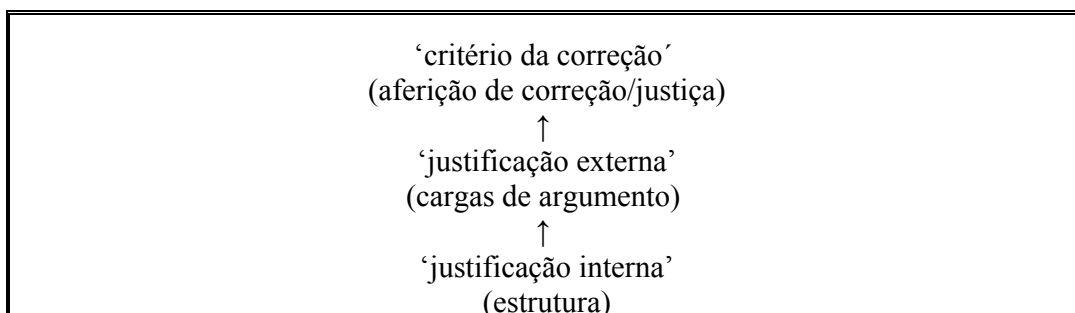 ‘critério da correção´
(aferição de correção/justiça)
↑
‘justificação externa’
(cargas de argumento)
↑
‘justificação interna’
(estrutura)